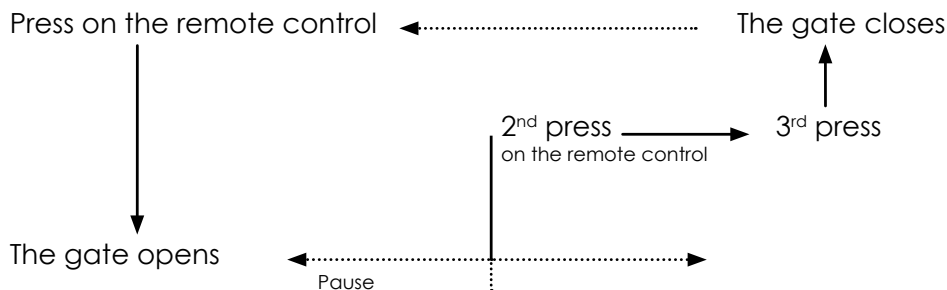 Press on the remote control
The gate closes
2nd press
on the remote control
3rd press
The gate opens
Pause